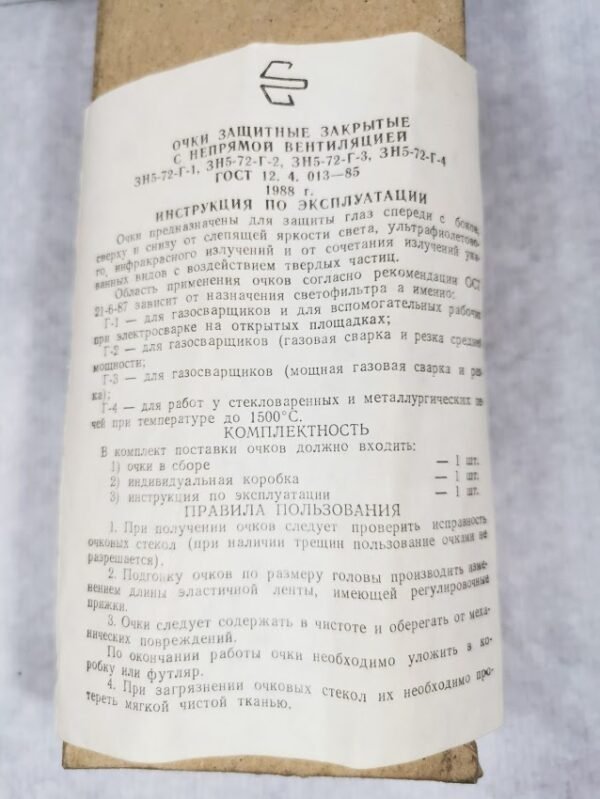 ОЧКИ ЗАЩИТНЫЕ ЗАКРЫТЫЕ
С НЕПРЯМОЙ ВЕНТИЛЯЦИЕЙ
ЗН5-72-Г-1, ЗН5-72-Г-2, ЗН5-72-Г-3, ЗН5-72-Г-4
ГОСТ 12. 4. 013—85
1988 г.
ИНСТРУКЦИЯ ПО ЭКСПЛУАТАЦИИ
Очки предназначены для защиты глаз спереди с боков,
сверху и снизу от слепящей яркости света, ультрафиолетово-
го, инфракрасного излучений и от сочетания излучений ука-
ванных видов с воздействием твердых частиц.
Область применения очков согласно рекомендации ОСТ
21-6-87 зависит от назначения светофильтра а именно:
Г-1 — для газосварщиков и для вспомогательных рабочих
при электросварке на открытых площадках;
Г-2 — для газосварщиков (газовая сварка и резка средней
мощности;
Г-3 — для газосварщиков (мощная газовая сварка и рез-
ка);
Г-4 — для работ у стекловаренных и металлургических пе-
чей при температуре до 1500°С.
КОМПЛЕКТНОСТЬ
В комплект поставки очков должно входить:
1) очки в сборе — 1 шт.
2) индивидуальная коробка — 1 шт.
3) инструкция по эксплуатации — 1 шт.
ПРАВИЛА ПОЛЬЗОВАНИЯ
1. При получении очков следует проверить исправность
очковых стекол (при наличии трещин пользование очками не
разрешается).
2. Подгонку очков по размеру головы производить изме-
нением длины эластичной ленты, имеющей регулировочные
пряжки.
3. Очки следует содержать в чистоте и оберегать от меха-
нических повреждений.
По окончании работы очки необходимо уложить в ко-
робку или футляр.
4. При загрязнении очковых стекол их необходимо про-
тереть мягкой чистой тканью.